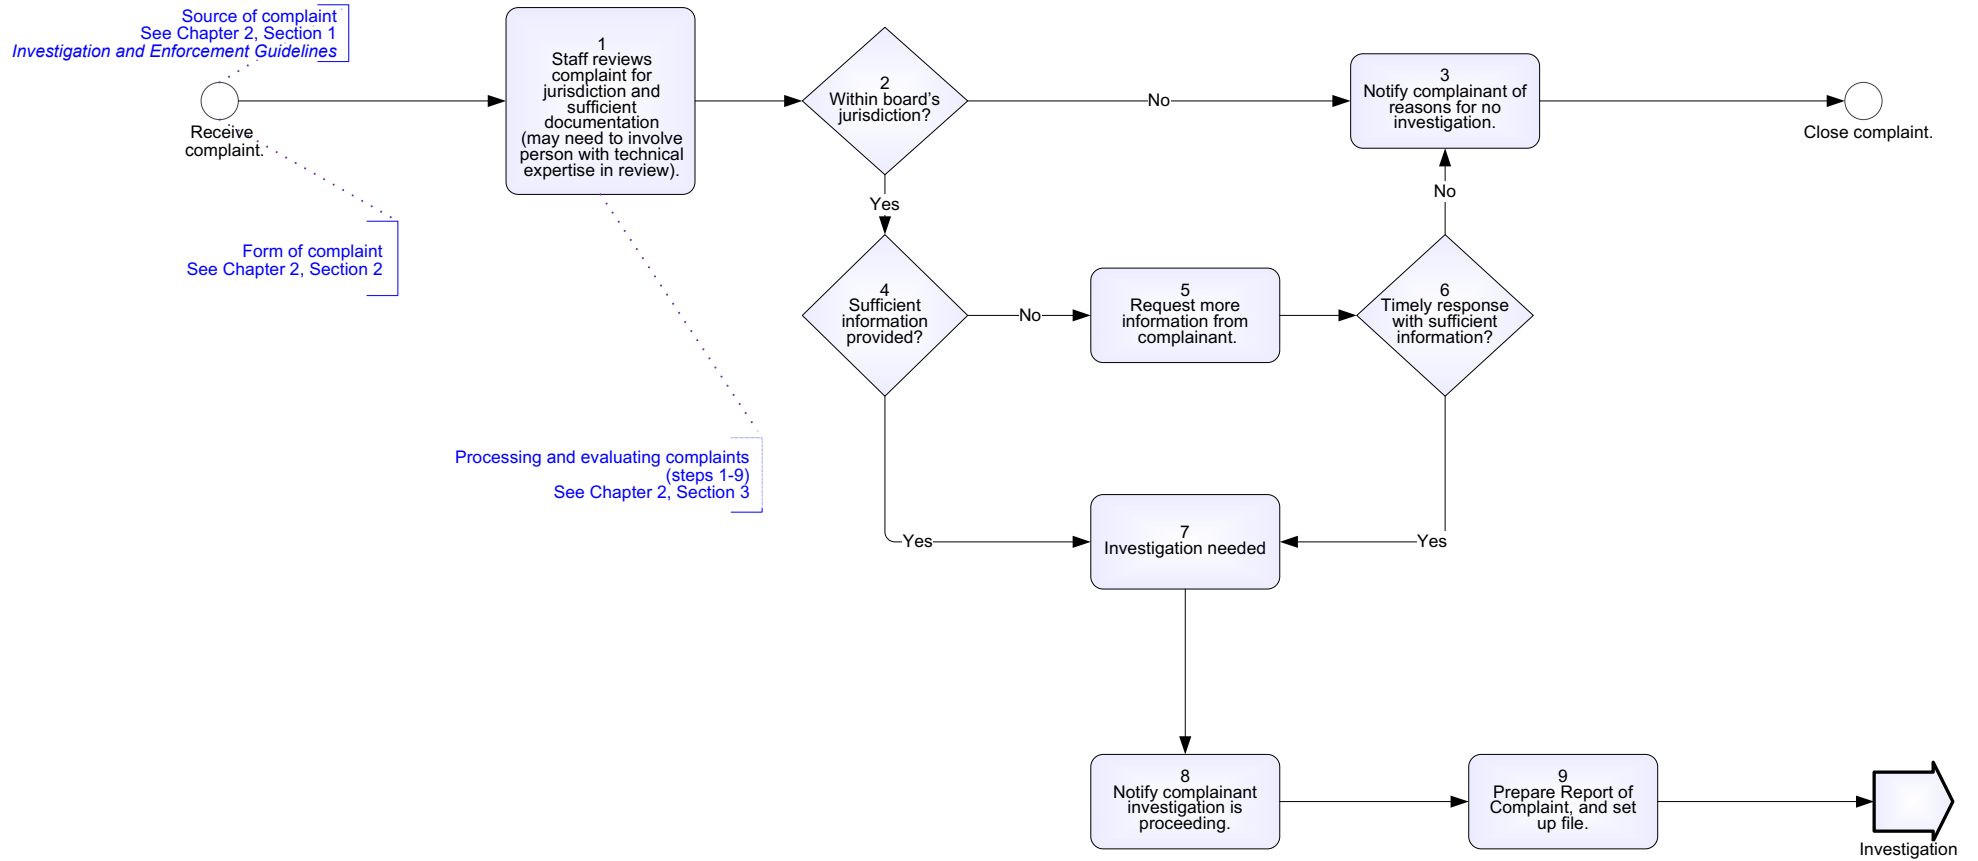 Source of complaint
See Chapter 2, Section 1
Investigation and Enforcement Guidelines
Receive
complaint.
Form of complaint
See Chapter 2, Section 2
1
Staff reviews
complaint for
jurisdiction and
sufficient
documentation
(may need to involve
person with technical
expertise in review).
Processing and evaluating complaints
(steps 1-9)
See Chapter 2, Section 3
2
Within board’s
jurisdiction?
No
3
Notify complainant of
reasons for no
investigation.
Close complaint.
Yes
No
4
Sufficient
information
provided?
No
5
Request more
information from
complainant.
6
Timely response
with sufficient
information?
Yes
7
Investigation needed
Yes
8
Notify complainant
investigation is
proceeding.
9
Prepare Report of
Complaint, and set
up file.
Investigation